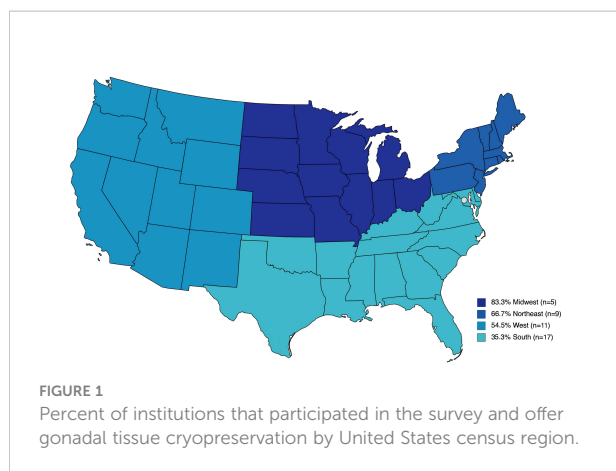 83.3% Midwest (n=5)
66.7% Northeast (n=9)
54.5% West (n=11)
35.3% South (n=17)
FIGURE 1
Percent of institutions that participated in the survey and offer
gonadal tissue cryopreservation by United States census region.